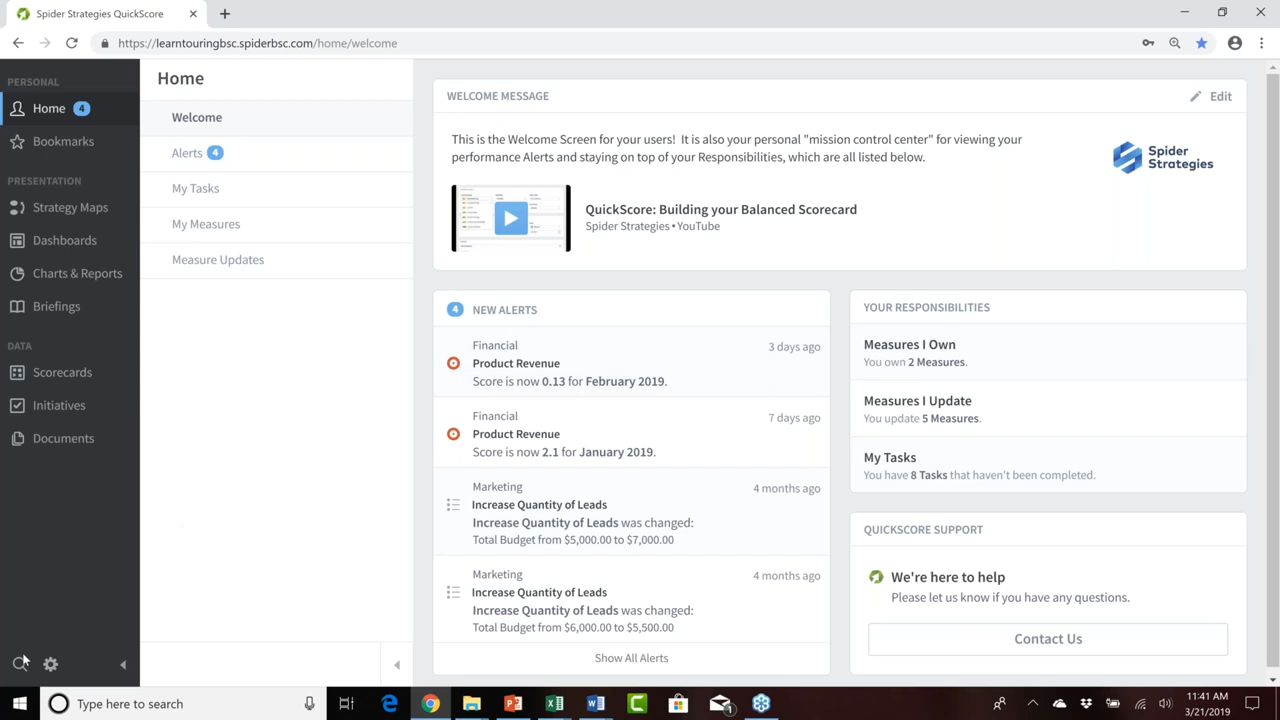 Spider Strategies QuickScore
https://learntouringbsc.spiderbsc.com/home/welcome
PERSONAL
Home 4
Bookmarks
PRESENTATION
Strategy Maps
Dashboards
Charts & Reports
Briefings
DATA
Scorecards
Initiatives
Documents
Home
Welcome
Alerts 4
My Tasks
My Measures
Measure Updates
WELCOME MESSAGE
Edit
This is the Welcome Screen for your users! It is also your personal "mission control center" for viewing your
performance Alerts and staying on top of your Responsibilities, which are all listed below.
Spider
Strategies
QuickScore: Building your Balanced Scorecard
Spider Strategies • YouTube
4 NEW ALERTS
Financial
3 days ago
Product Revenue
Score is now 0.13 for February 2019.
Financial
7 days ago
Product Revenue
Score is now 2.1 for January 2019.
Marketing
4 months ago
Increase Quantity of Leads
Increase Quantity of Leads was changed:
Total Budget from $5,000.00 to $7,000.00
Marketing
4 months ago
Increase Quantity of Leads
Increase Quantity of Leads was changed:
Total Budget from $6,000.00 to $5,500.00
Show All Alerts
YOUR RESPONSIBILITIES
Measures I Own
You own 2 Measures.
Measures I Update
You update 5 Measures.
My Tasks
You have 8 Tasks that haven't been completed.
QUICKSCORE SUPPORT
We're here to help
Please let us know if you have any questions.
Contact Us
Type here to search
11:41 AM
3/21/2019